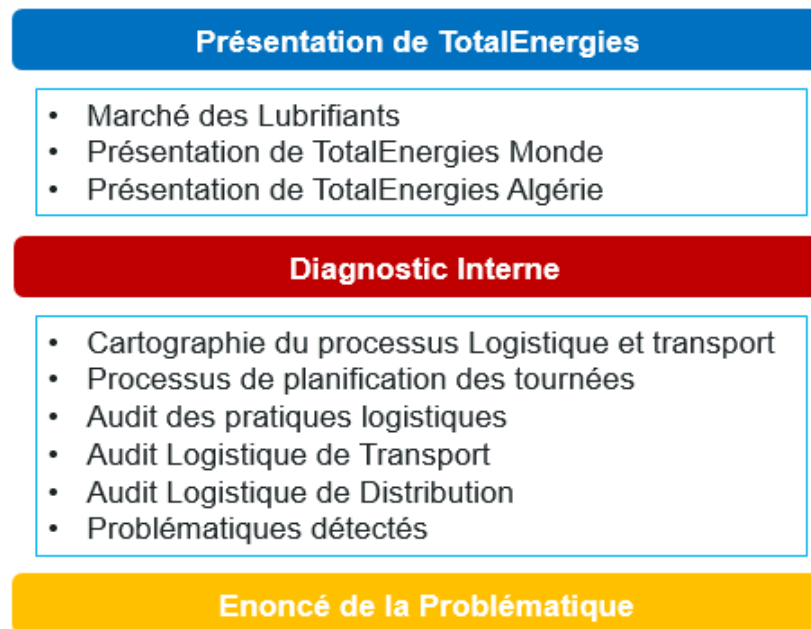 Présentation de TotalEnergies
• Marché des Lubrifiants
• Présentation de TotalEnergies Monde
• Présentation de TotalEnergies Algérie
Diagnostic Interne
• Cartographie du processus Logistique et transport
• Processus de planification des tournées
• Audit des pratiques logistiques
• Audit Logistique de Transport
• Audit Logistique de Distribution
• Problématiques détectés
Enoncé de la Problématique